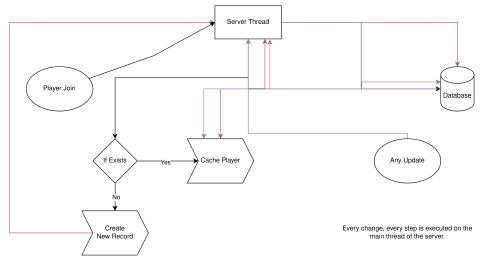 Server Thread
Player Join
Database
If Exists
Yes
Cache Player
Any Update
No
Create
New Record
Every change, every step is executed on the
main thread of the server.